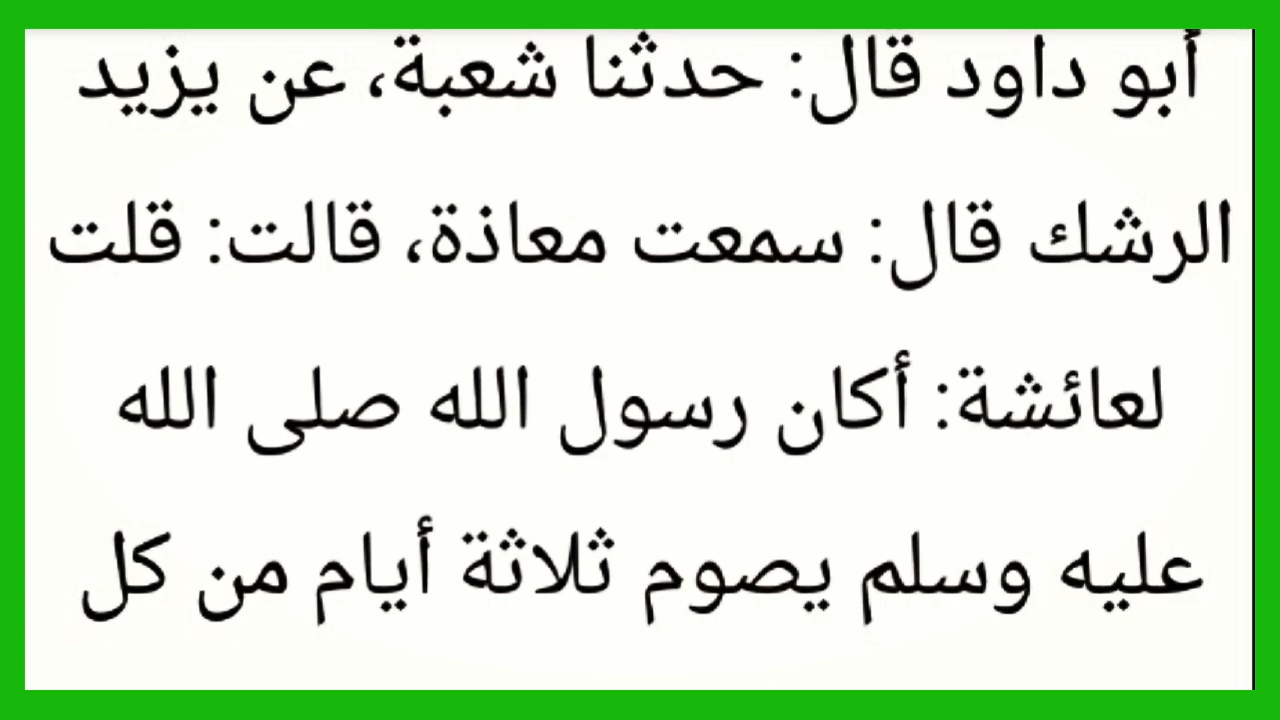 أبو داود قال: حدثنا شعبة، عن يزيد
الرشك قال: سمعت معاذة، قالت: قلت
لعائشة: أكان رسول الله صلى الله
عليه وسلم يصوم ثلاثة أيام من كل